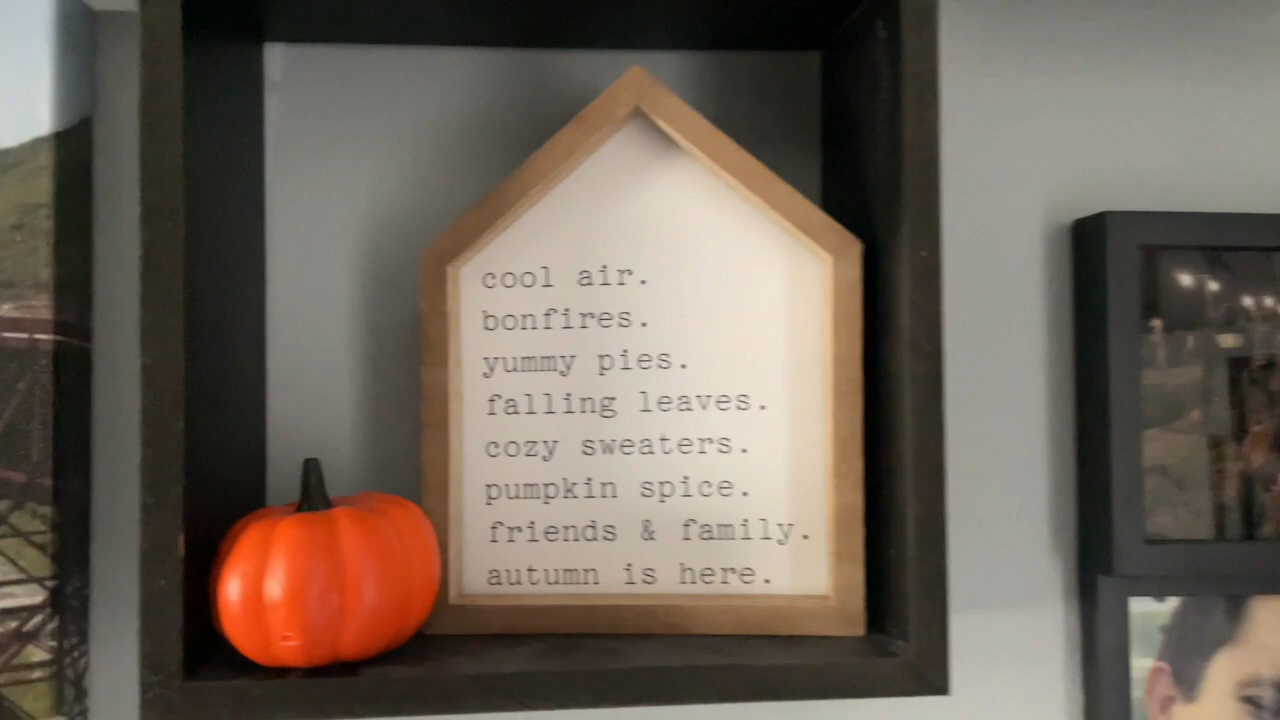 cool air.
bonfires.
yummy pies.
falling leaves.
cozy sweaters.
pumpkin spice.
friends & family.
autumn is here.